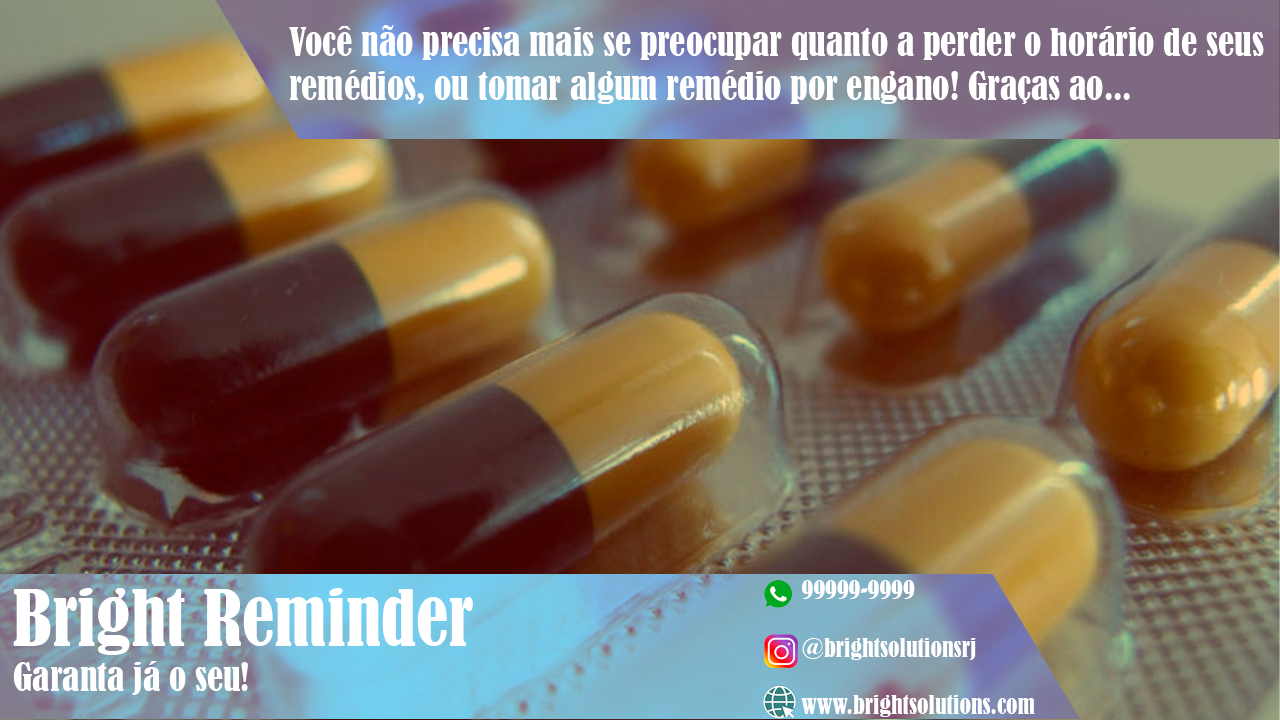 Você não precisa mais se preocupar quanto a perder o horário de seus
remédios, ou tomar algum remédio por engano! Graças ao...
Bright Reminder
Garanta já o seu!
99999-9999
@brightsolutionsrj
www.brightsolutions.com